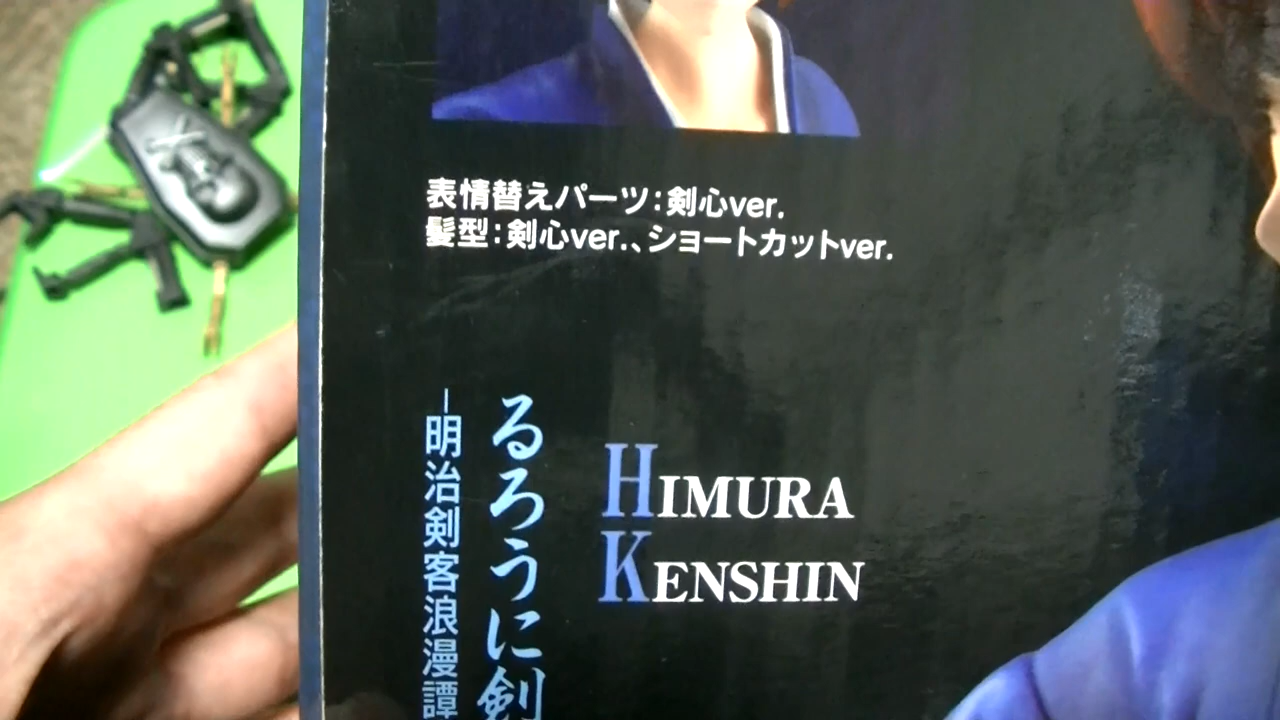 表情替えパーツ:剣心ver.
髪型:剣心ver.、ショートカットver.
るろうに剣
−明治剣客浪漫譚
HIMURA
KENSHIN